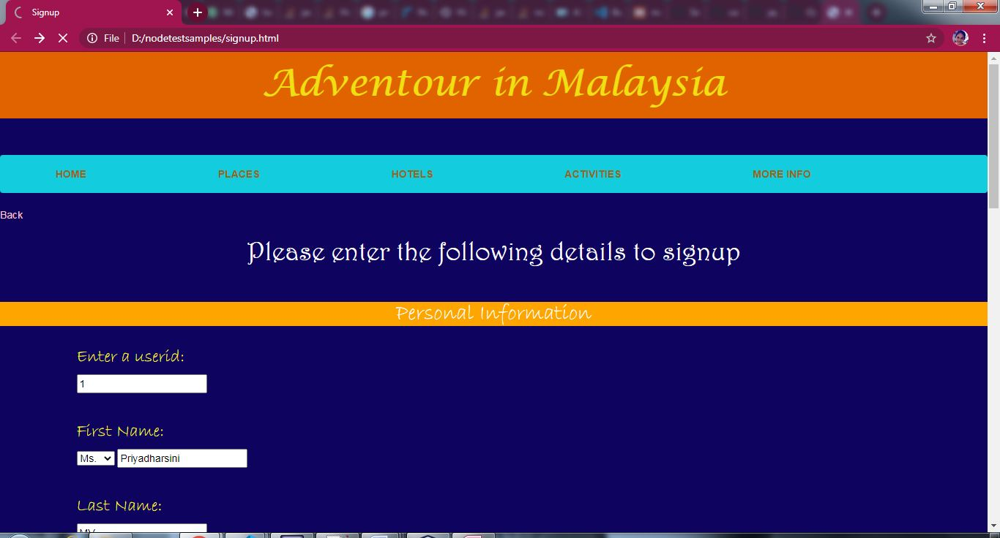 Signup
File D:/nodetestsamples/signup.html
Adventour in Malaysia
HOME PLACES HOTELS ACTIVITIES MORE INFO
Back
Please enter the following details to signup
Personal Information
Enter a userid:
1
First Name:
Ms. Priyadharsini
Last Name:
MV